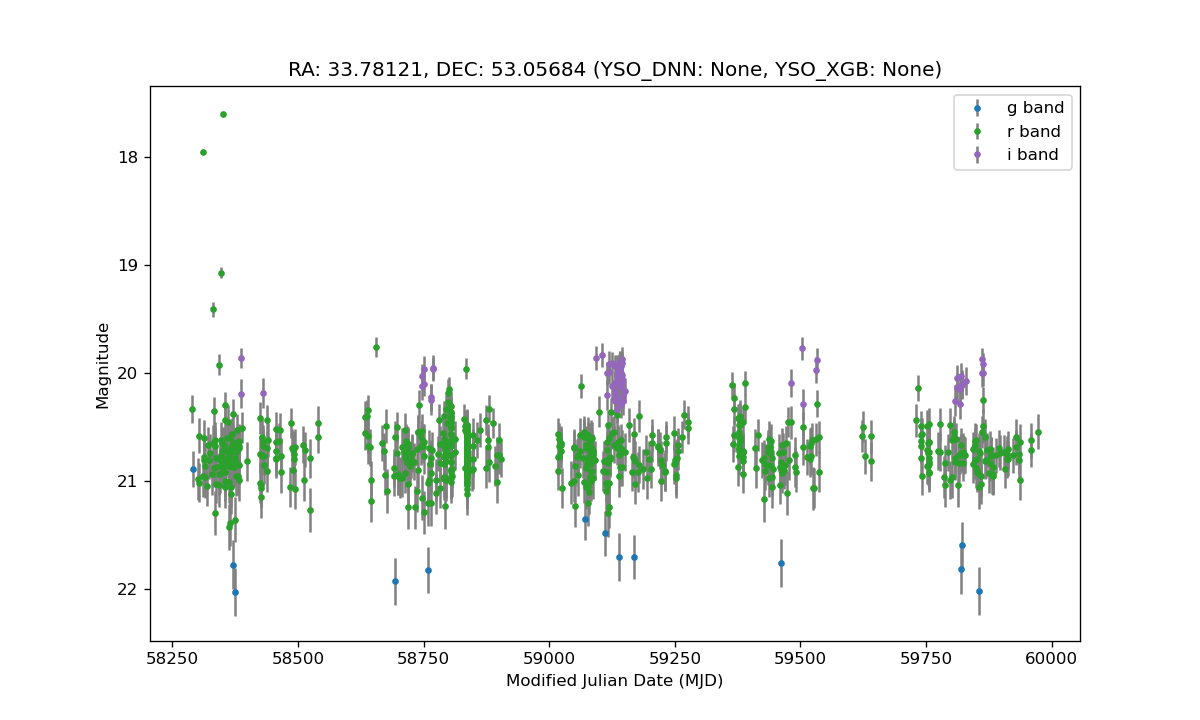 RA: 33.78121, DEC: 53.05684 (YSO_DNN: None, YSO_XGB: None)
g band
r band
i band
18
19
20
21
22
Magnitude
58250 58500 58750 59000 59250 59500 59750 60000
Modified Julian Date (MJD)